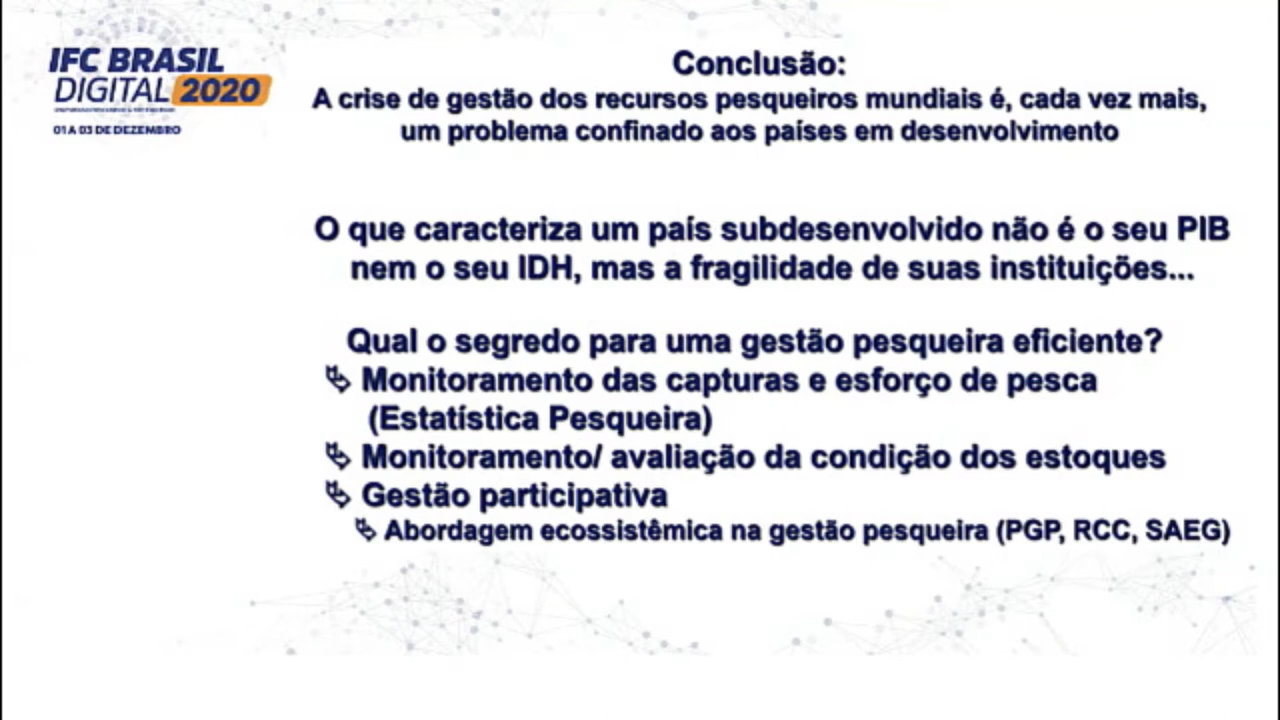 IFC BRASIL
DIGITAL 2020
01 A 03 DE DEZEMBRO
Conclusão:
A crise de gestão dos recursos pesqueiros mundiais é, cada vez mais,
um problema confinado aos países em desenvolvimento
O que caracteriza um país subdesenvolvido não é o seu PIB
nem o seu IDH, mas a fragilidade de suas instituições...
Qual o segredo para uma gestão pesqueira eficiente?
Monitoramento das capturas e esforço de pesca
(Estatística Pesqueira)
Monitoramento/ avaliação da condição dos estoques
Gestão participativa
Abordagem ecossistêmica na gestão pesqueira (PGP, RCC, SAEG)